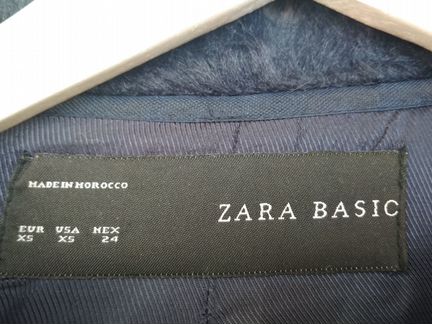 MADE IN MOROCCO
ZARA BASIC
EUR USA MEX
XS XS 24